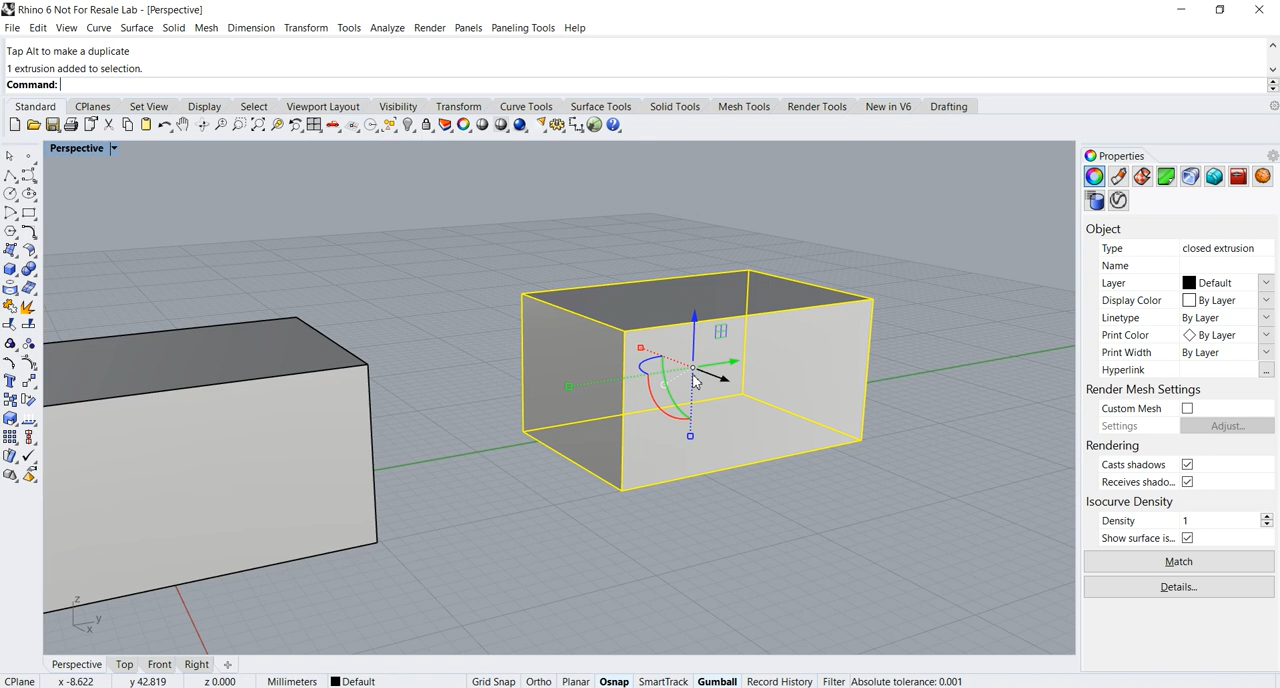 Rhino 6 Not For Resale Lab - [Perspective]
File Edit View Curve Surface Solid Mesh Dimension Transform Tools Analyze Render Panels Paneling Tools Help
Tap Alt to make a duplicate
1 extrusion added to selection.
Command:
Standard CPlanes Set View Display Select Viewport Layout Visibility Transform Curve Tools Surface Tools Solid Tools Mesh Tools Render Tools New in V6 Drafting
Perspective
Properties
Object
Type closed extrusion
Name
Layer Default
Display Color By Layer
Linetype By Layer
Print Color By Layer
Print Width By Layer
Hyperlink ...
Render Mesh Settings
Custom Mesh
Settings Adjust...
Rendering
Casts shadows
Receives shado...
Isocurve Density
Density 1
Show surface is...
Match
Details...
z
y
x
Perspective Top Front Right
CPlane x -8.622 y 42.819 z 0.000 Millimeters Default Grid Snap Ortho Planar Osnap SmartTrack Gumball Record History Filter Absolute tolerance: 0.001